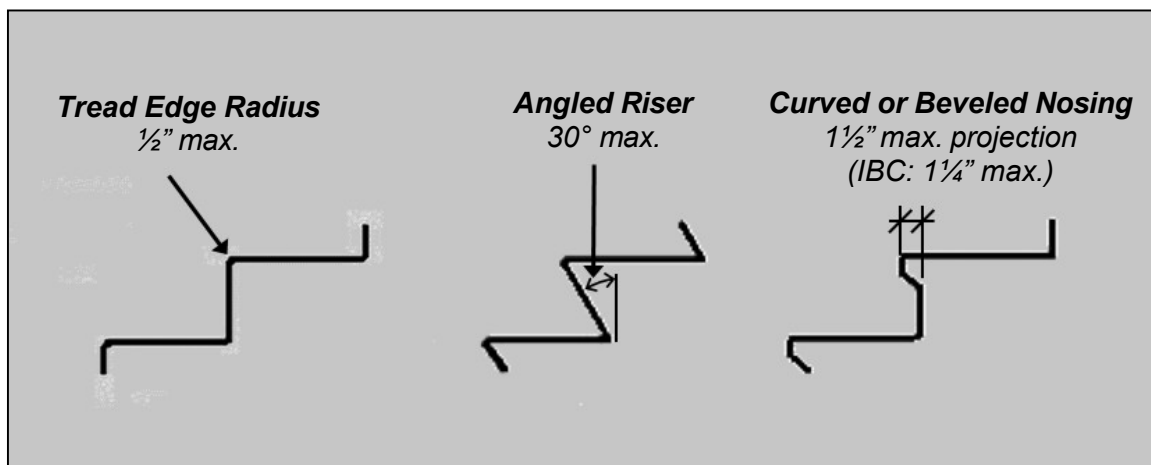 Tread Edge Radius
½” max.
Angled Riser
30° max.
Curved or Beveled Nosing
1½” max. projection
(IBC: 1¼” max.)